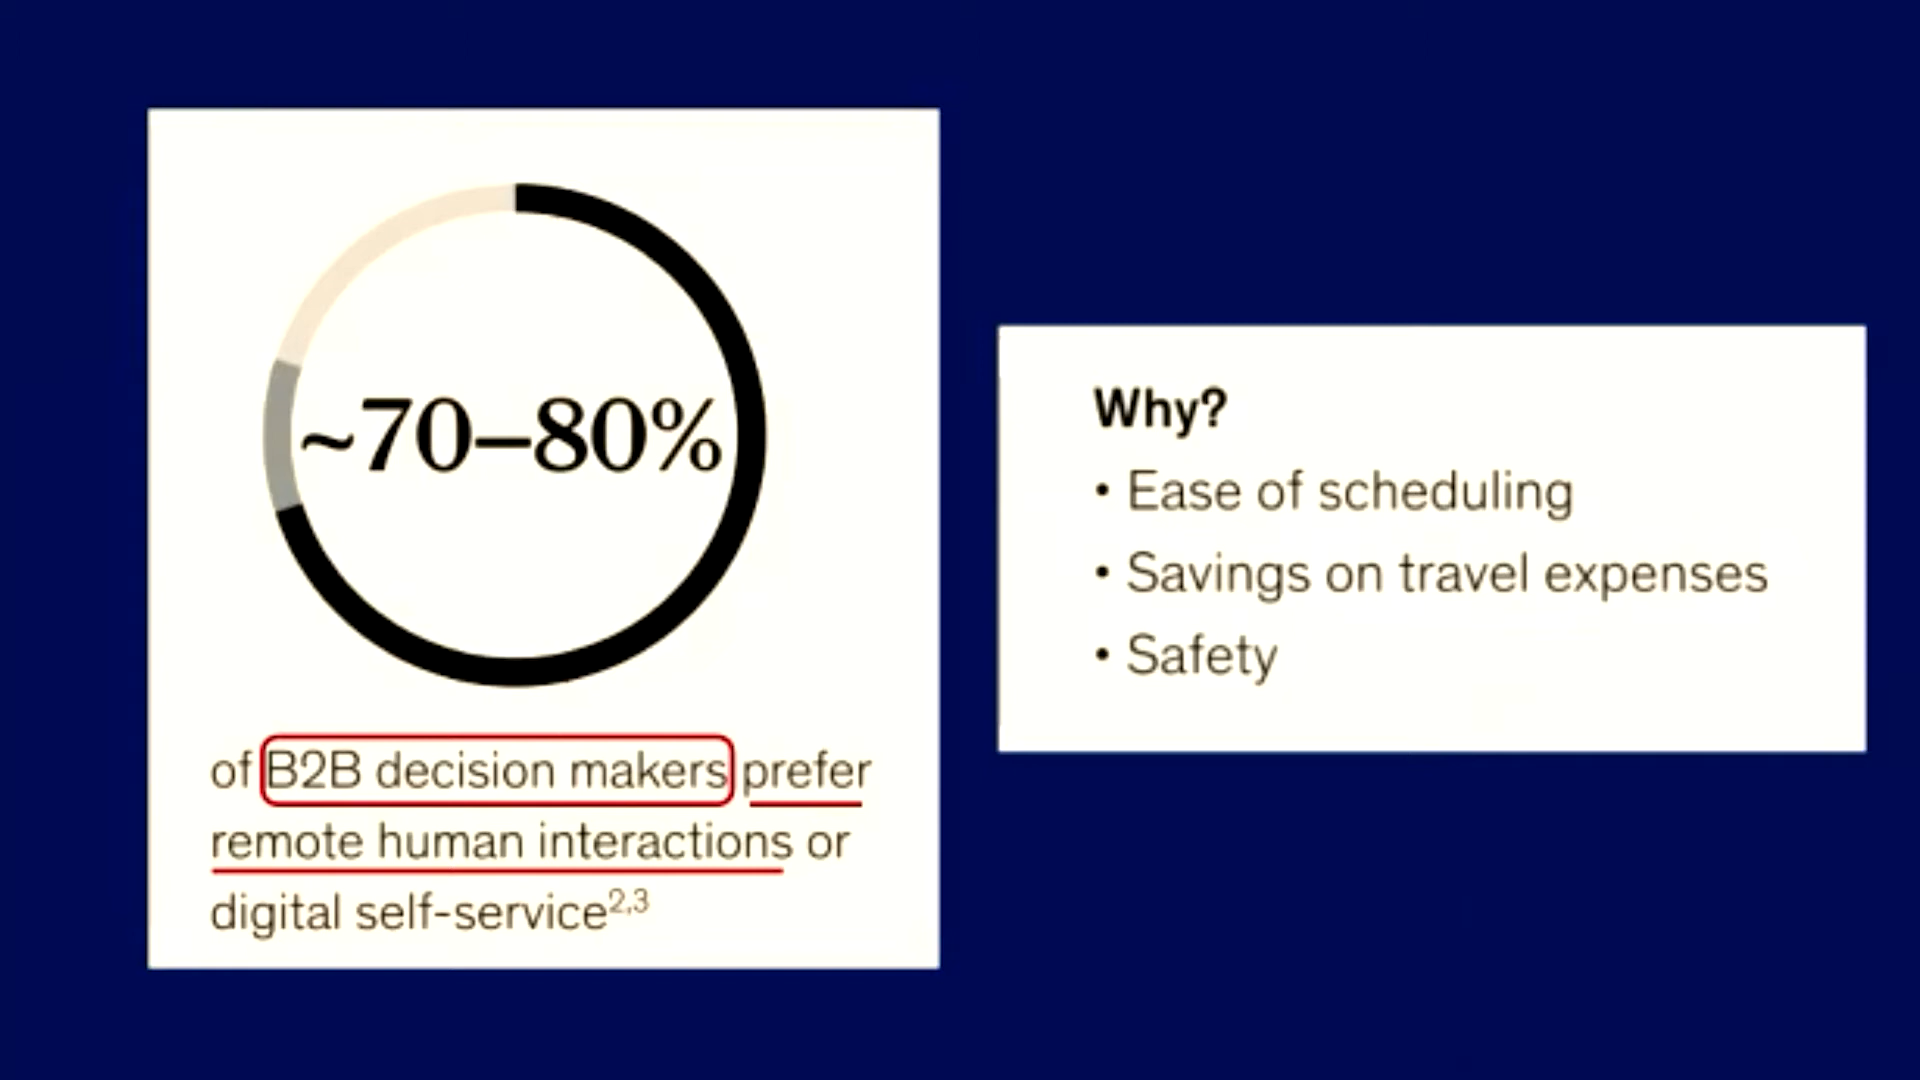 ~70–80%
of B2B decision makers prefer
remote human interactions or
digital self-service2,3
Why?
• Ease of scheduling
• Savings on travel expenses
• Safety